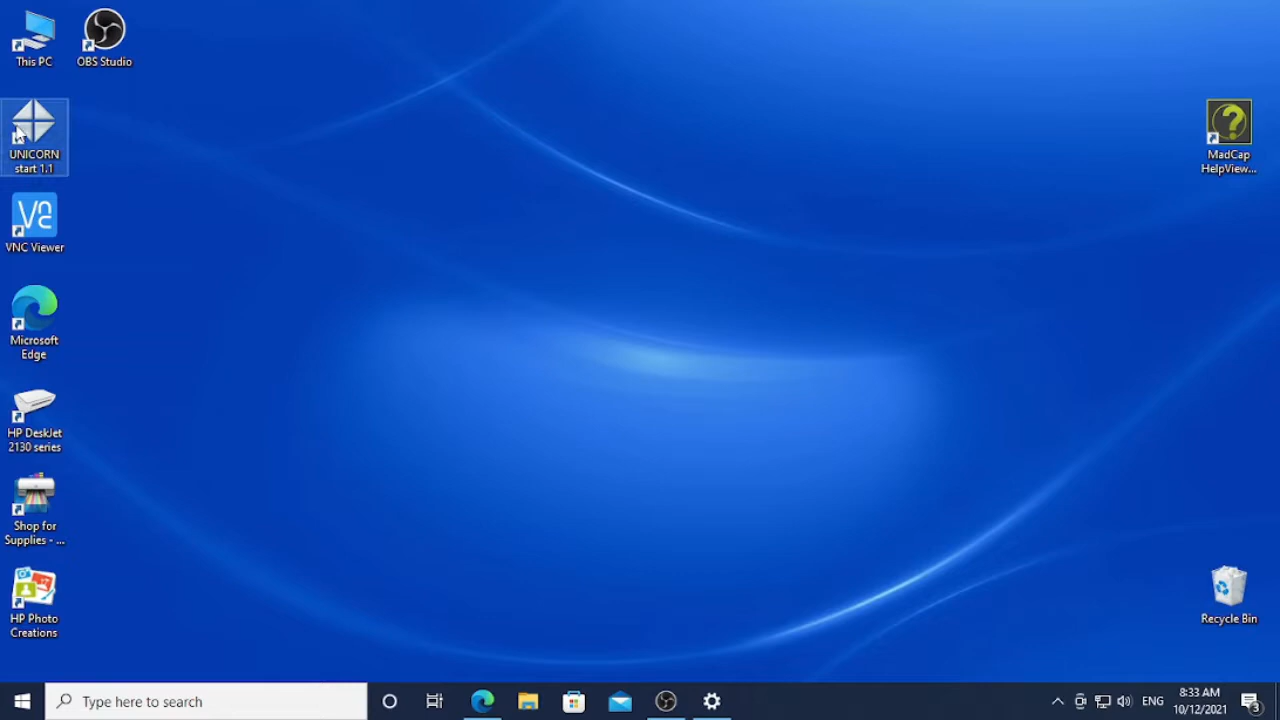 This PC
OBS Studio
UNICORN
start 1.1
VNC Viewer
Microsoft
Edge
HP DeskJet
2130 series
Shop for
Supplies - ...
HP Photo
Creations
MadCap
HelpView...
Recycle Bin
Type here to search
ENG
8:33 AM
10/12/2021
3